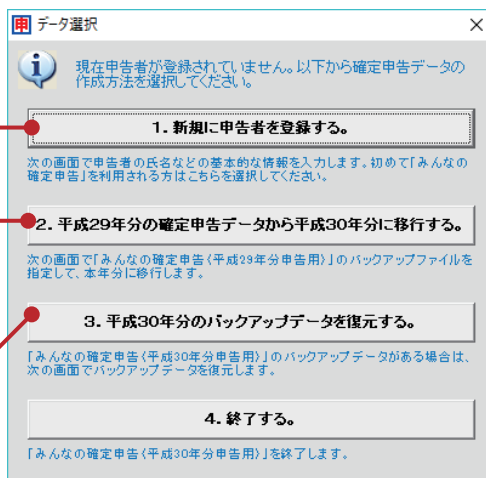 申 データ選択
現在申告者が登録されていません。以下から確定申告データの
作成方法を選択してください。
1. 新規に申告者を登録する。
次の画面で申告者の氏名などの基本的な情報を入力します。初めて「みんなの
確定申告」を利用される方はこちらを選択してください。
2. 平成29年分の確定申告データから平成30年分に移行する。
次の画面で「みんなの確定申告〈平成29年分申告用〉」のバックアップファイルを
指定して、本年分に移行します。
3. 平成30年分のバックアップデータを復元する。
「みんなの確定申告〈平成30年分申告用〉」のバックアップデータがある場合は、
次の画面でバックアップデータを復元します。
4. 終了する。
「みんなの確定申告〈平成30年分申告用〉」を終了します。